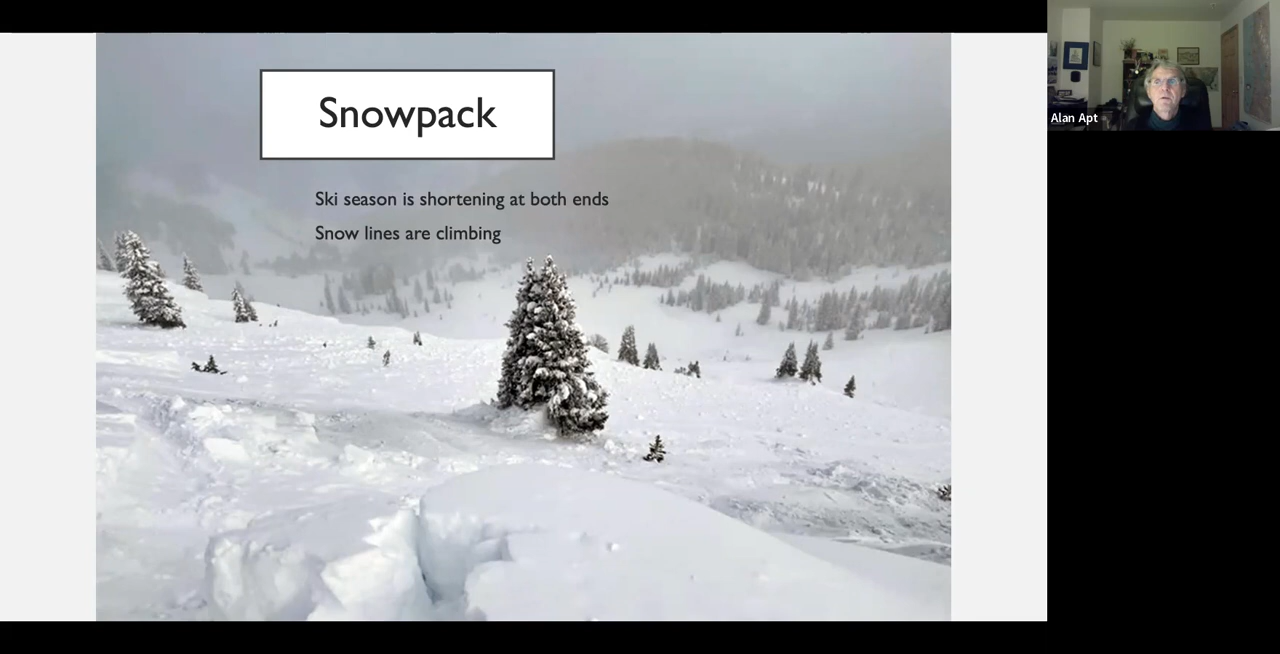 Snowpack
Ski season is shortening at both ends
Snow lines are climbing
Alan Apt